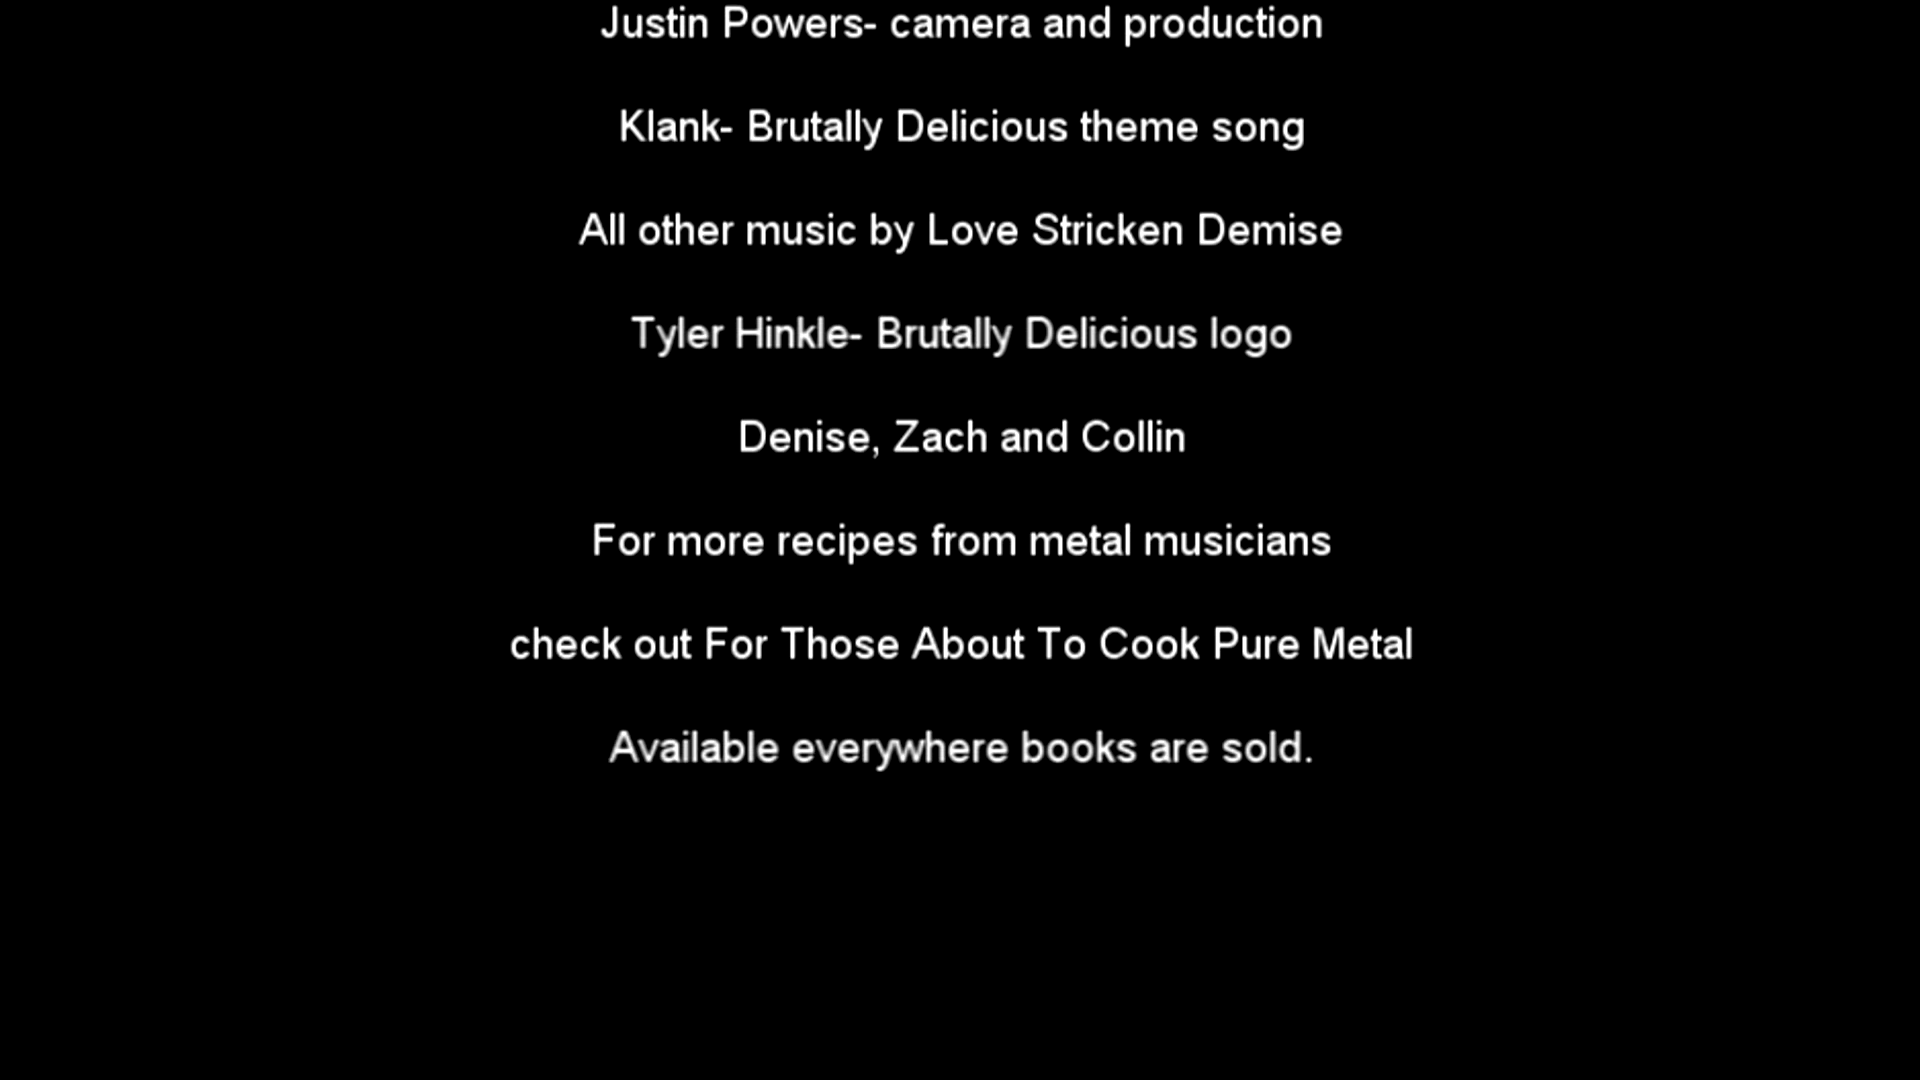 Justin Powers- camera and production
Klank- Brutally Delicious theme song
All other music by Love Stricken Demise
Tyler Hinkle- Brutally Delicious logo
Denise, Zach and Collin
For more recipes from metal musicians
check out For Those About To Cook Pure Metal
Available everywhere books are sold.